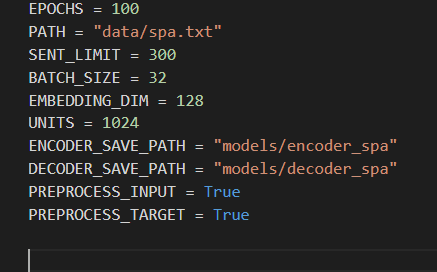 EPOCHS = 100
PATH = "data/spa.txt"
SENT_LIMIT = 300
BATCH_SIZE = 32
EMBEDDING_DIM = 128
UNITS = 1024
ENCODER_SAVE_PATH = "models/encoder_spa"
DECODER_SAVE_PATH = "models/decoder_spa"
PREPROCESS_INPUT = True
PREPROCESS_TARGET = True